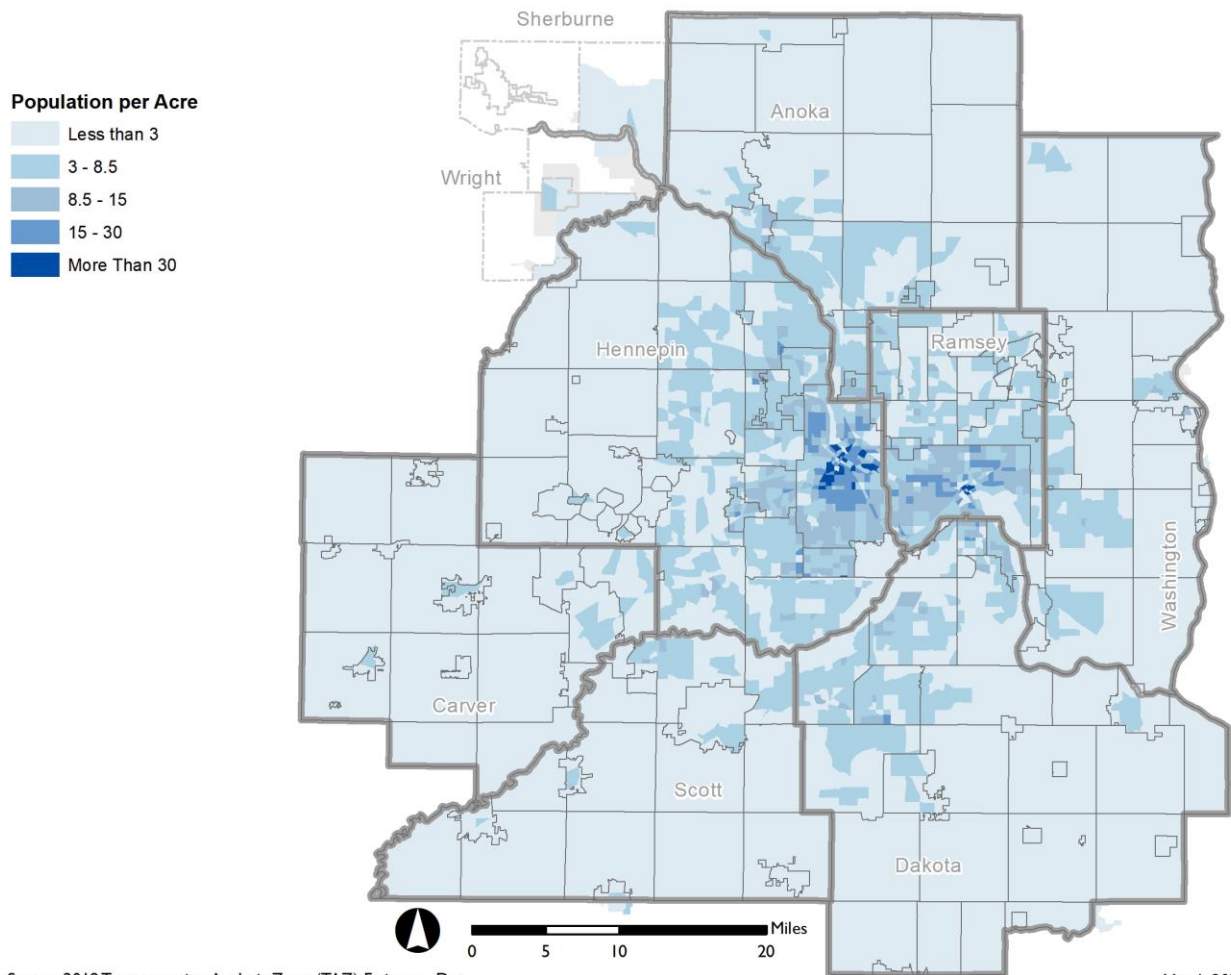 Sherburne
Population per Acre
Less than 3
3 - 8.5
8.5 - 15
15 - 30
More Than 30
Anoka
Wright
Hennepin
Ramsey
Washington
Carver
Scott
Dakota
Miles
0 5 10 20